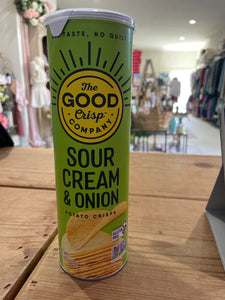 TASTE, NO GUILT
The
GOOD
Crisp
COMPANY
SOUR
CREAM
& ONION
POTATO CRISPS